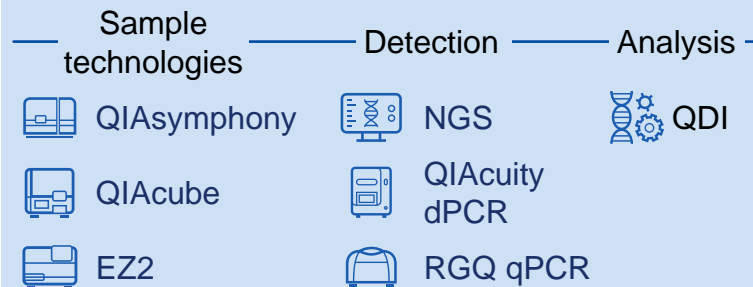 Sample
technologies
Detection
Analysis
QIAsymphony
NGS
QDI
QIAcube
QIAcuity
dPCR
EZ2
RGQ qPCR